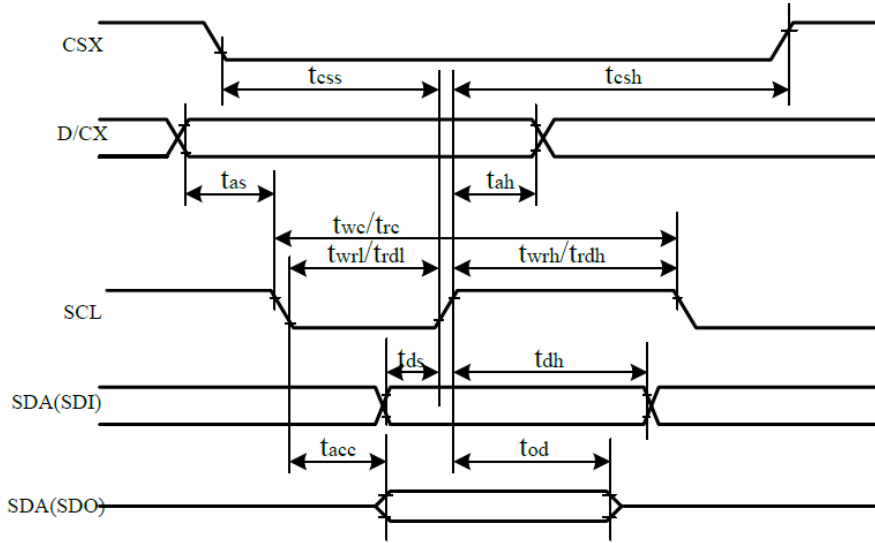 CSX
tcss
tcsh
D/CX
tas
tah
twc/trc
twrl/trdl
twrh/trdh
SCL
tds
tdh
SDA(SDI)
tacc
tod
SDA(SDO)